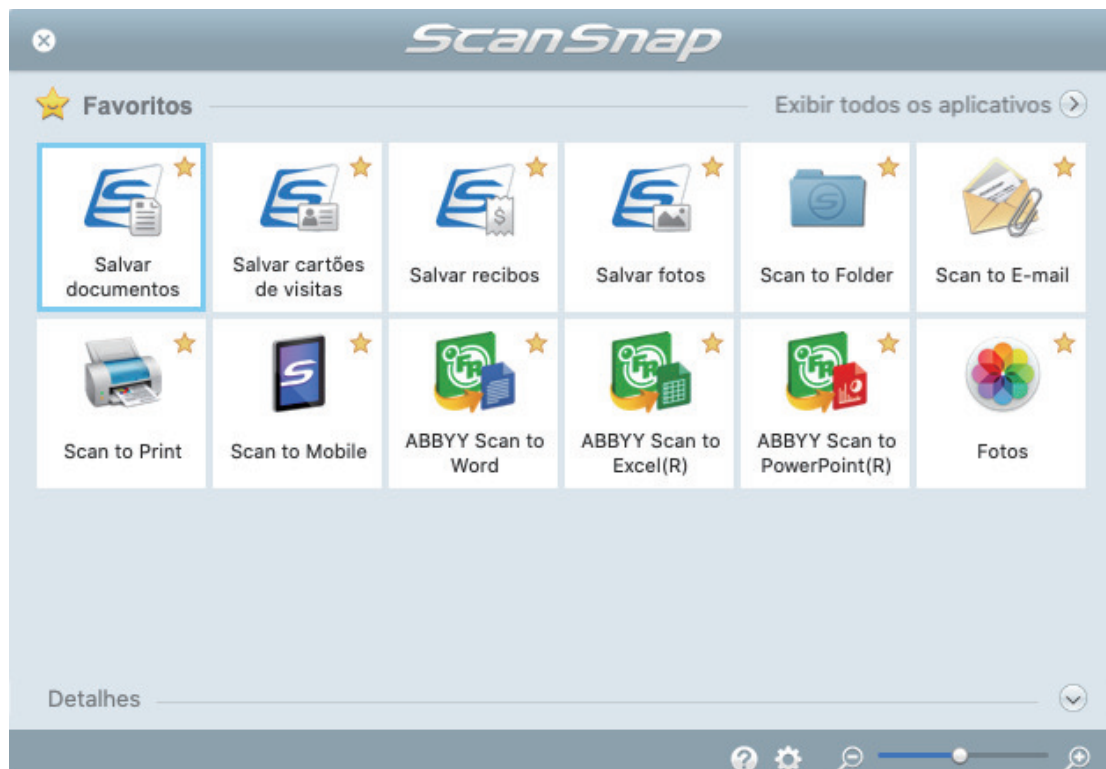 ScanSnap
Favoritos
Exibir todos os aplicativos
Salvar
documentos
Salvar cartões
de visitas
Salvar recibos
Salvar fotos
Scan to Folder
Scan to E-mail
Scan to Print
Scan to Mobile
ABBYY Scan to
Word
ABBYY Scan to
Excel(R)
ABBYY Scan to
PowerPoint(R)
Fotos
Detalhes